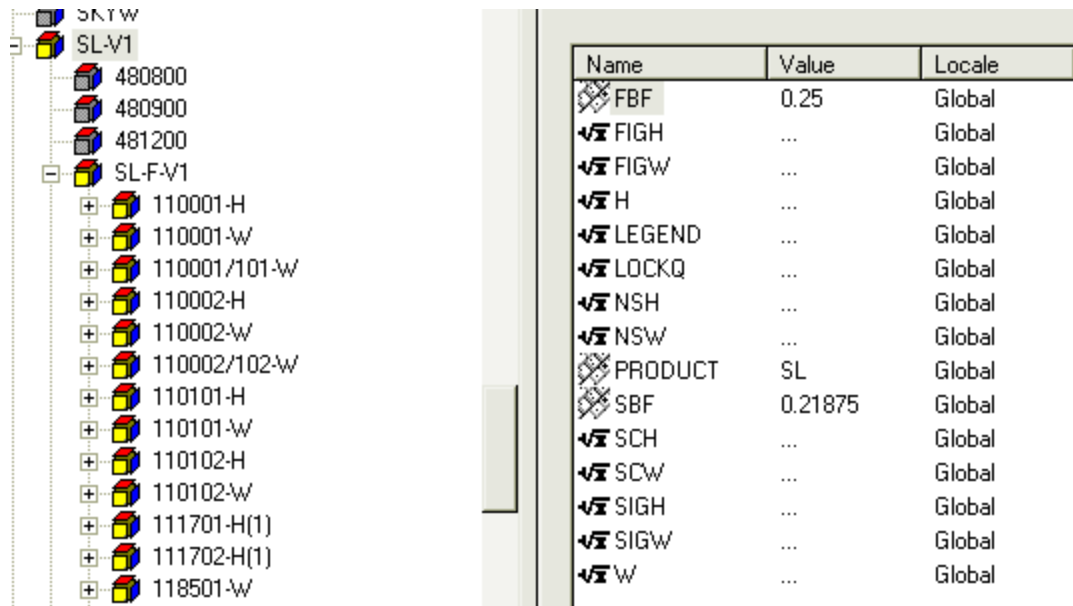 SKYW
SL-V1
480800
480900
481200
SL-F-V1
110001-H
110001-W
110001/101-W
110002-H
110002-W
110002/102-W
110101-H
110101-W
110102-H
110102-W
111701-H(1)
111702-H(1)
118501-W
Name Value Locale
FBF 0.25 Global
FIGH ... Global
FIGW ... Global
H ... Global
LEGEND ... Global
LOCKQ ... Global
NSH ... Global
NSW ... Global
PRODUCT SL Global
SBF 0.21875 Global
SCH ... Global
SCW ... Global
SIGH ... Global
SIGW ... Global
W ... Global